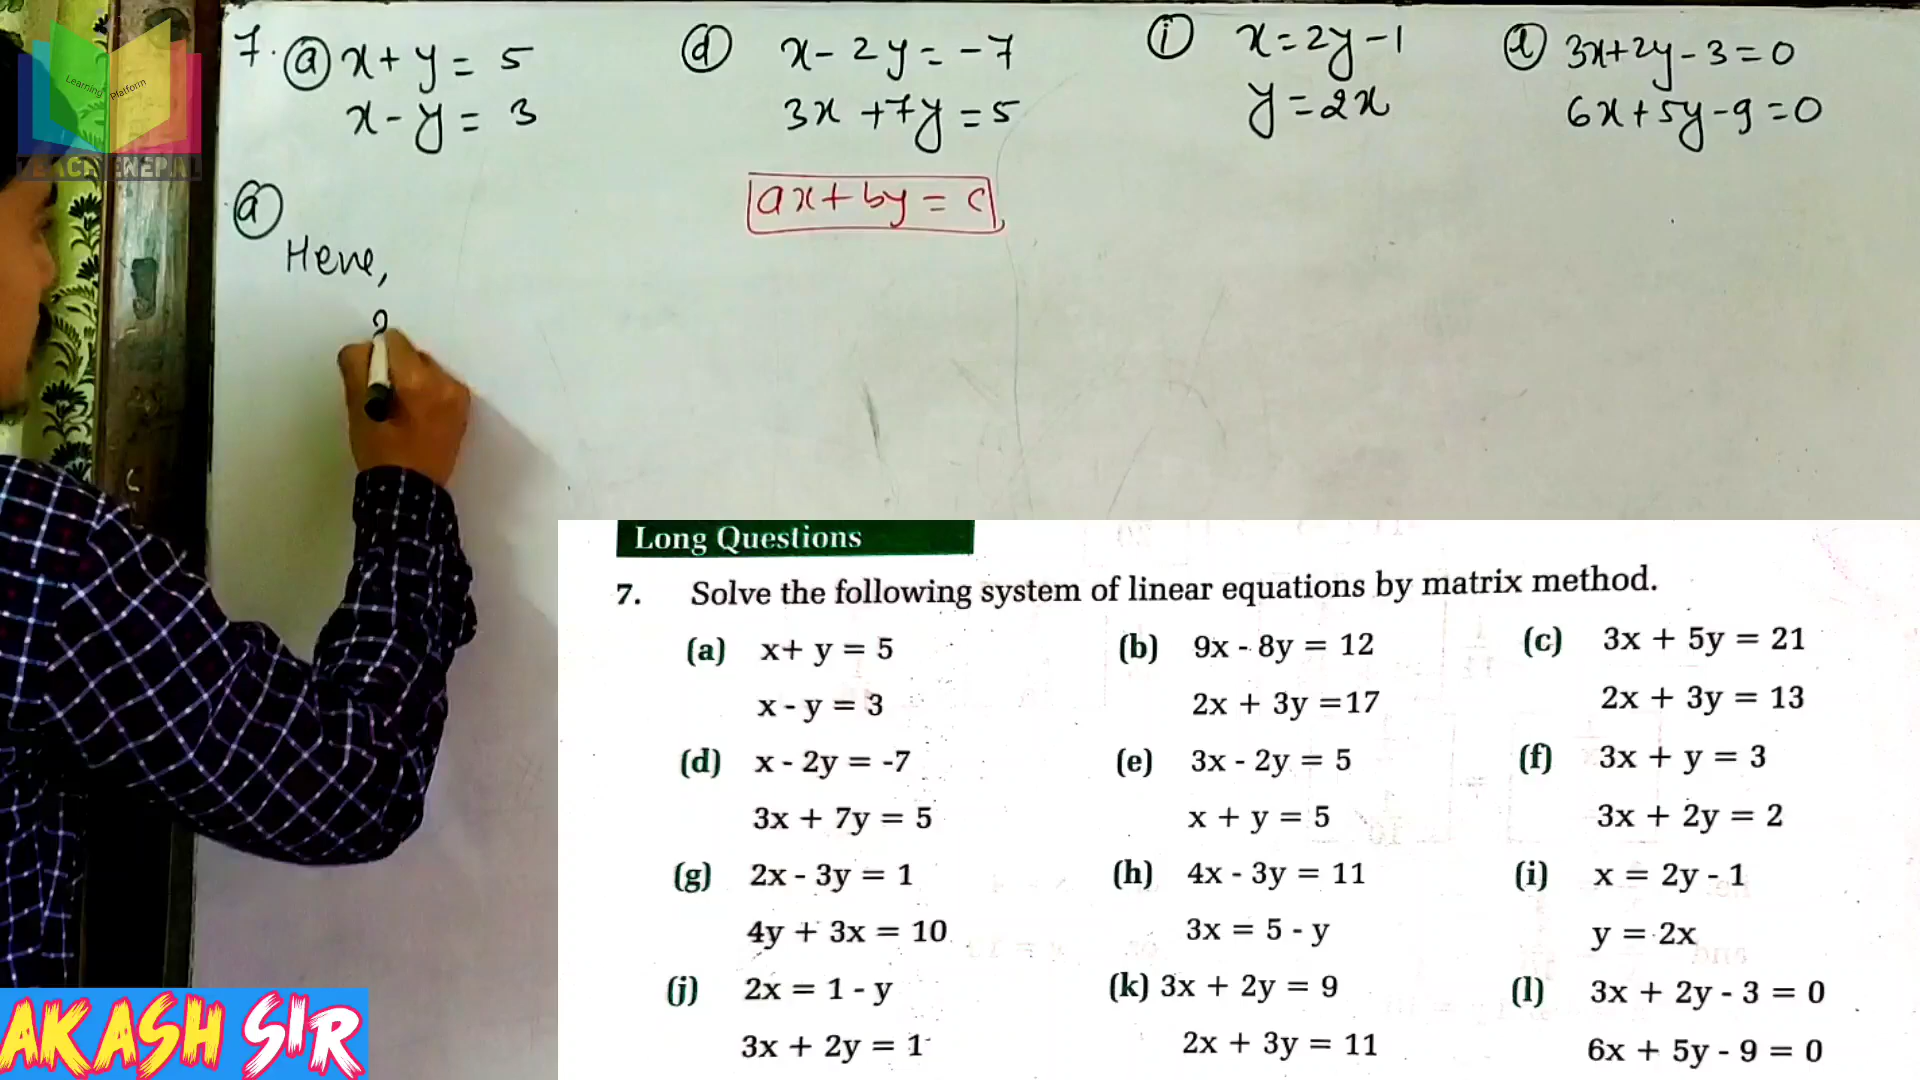 Learning Platform
TEACHENEPAL
7. (a) x + y = 5
x - y = 3
(d) x - 2y = -7
3x + 7y = 5
(i) x = 2y - 1
y = 2x
(l) 3x + 2y - 3 = 0
6x + 5y - 9 = 0
ax + by = c
(a)
Here,
Long Questions
7. Solve the following system of linear equations by matrix method.
(a) x+ y = 5
x - y = 3
(b) 9x - 8y = 12
2x + 3y =17
(c) 3x + 5y = 21
2x + 3y = 13
(d) x - 2y = -7
3x + 7y = 5
(e) 3x - 2y = 5
x + y = 5
(f) 3x + y = 3
3x + 2y = 2
(g) 2x - 3y = 1
4y + 3x = 10
(h) 4x - 3y = 11
3x = 5 - y
(i) x = 2y - 1
y = 2x
(j) 2x = 1 - y
3x + 2y = 1
(k) 3x + 2y = 9
2x + 3y = 11
(l) 3x + 2y - 3 = 0
6x + 5y - 9 = 0
AKASH SIR